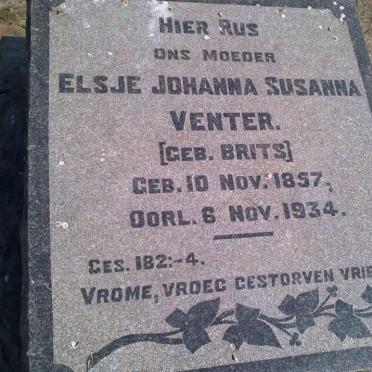 HIER RUS
ONS MOEDER
ELSJE JOHANNA SUSANNA
VENTER.
[GEB. BRITS]
GEB. 10 NOV. 1857,
OORL. 6 NOV. 1934.
GES. 182:-4.
VROME, VROEG GESTORVEN VRIE